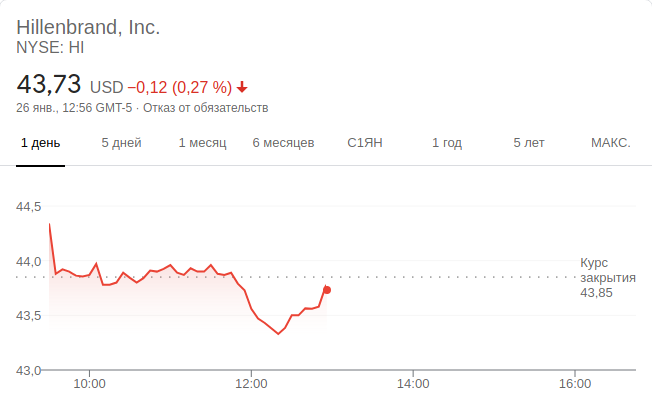 Hillenbrand, Inc.
NYSE: HI
43,73 USD −0,12 (0,27 %)
26 янв., 12:56 GMT-5 · Отказ от обязательств
1 день 5 дней 1 месяц 6 месяцев С1ЯН 1 год 5 лет МАКС.
44,5
44,0
43,5
43,0
Курс
закрытия
43,85
10:00 12:00 14:00 16:00